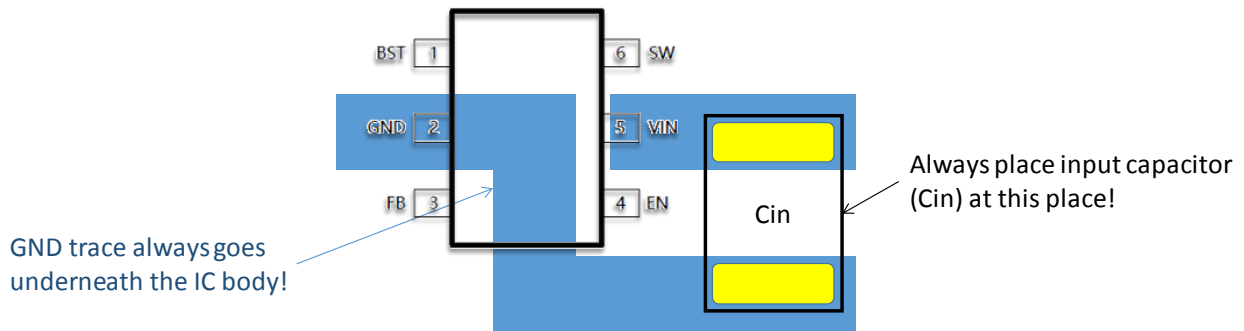 BST 1
6 SW
GND 2
5 VIN
FB 3
4 EN
Cin
Always place input capacitor
(Cin) at this place!
GND trace always goes
underneath the IC body!